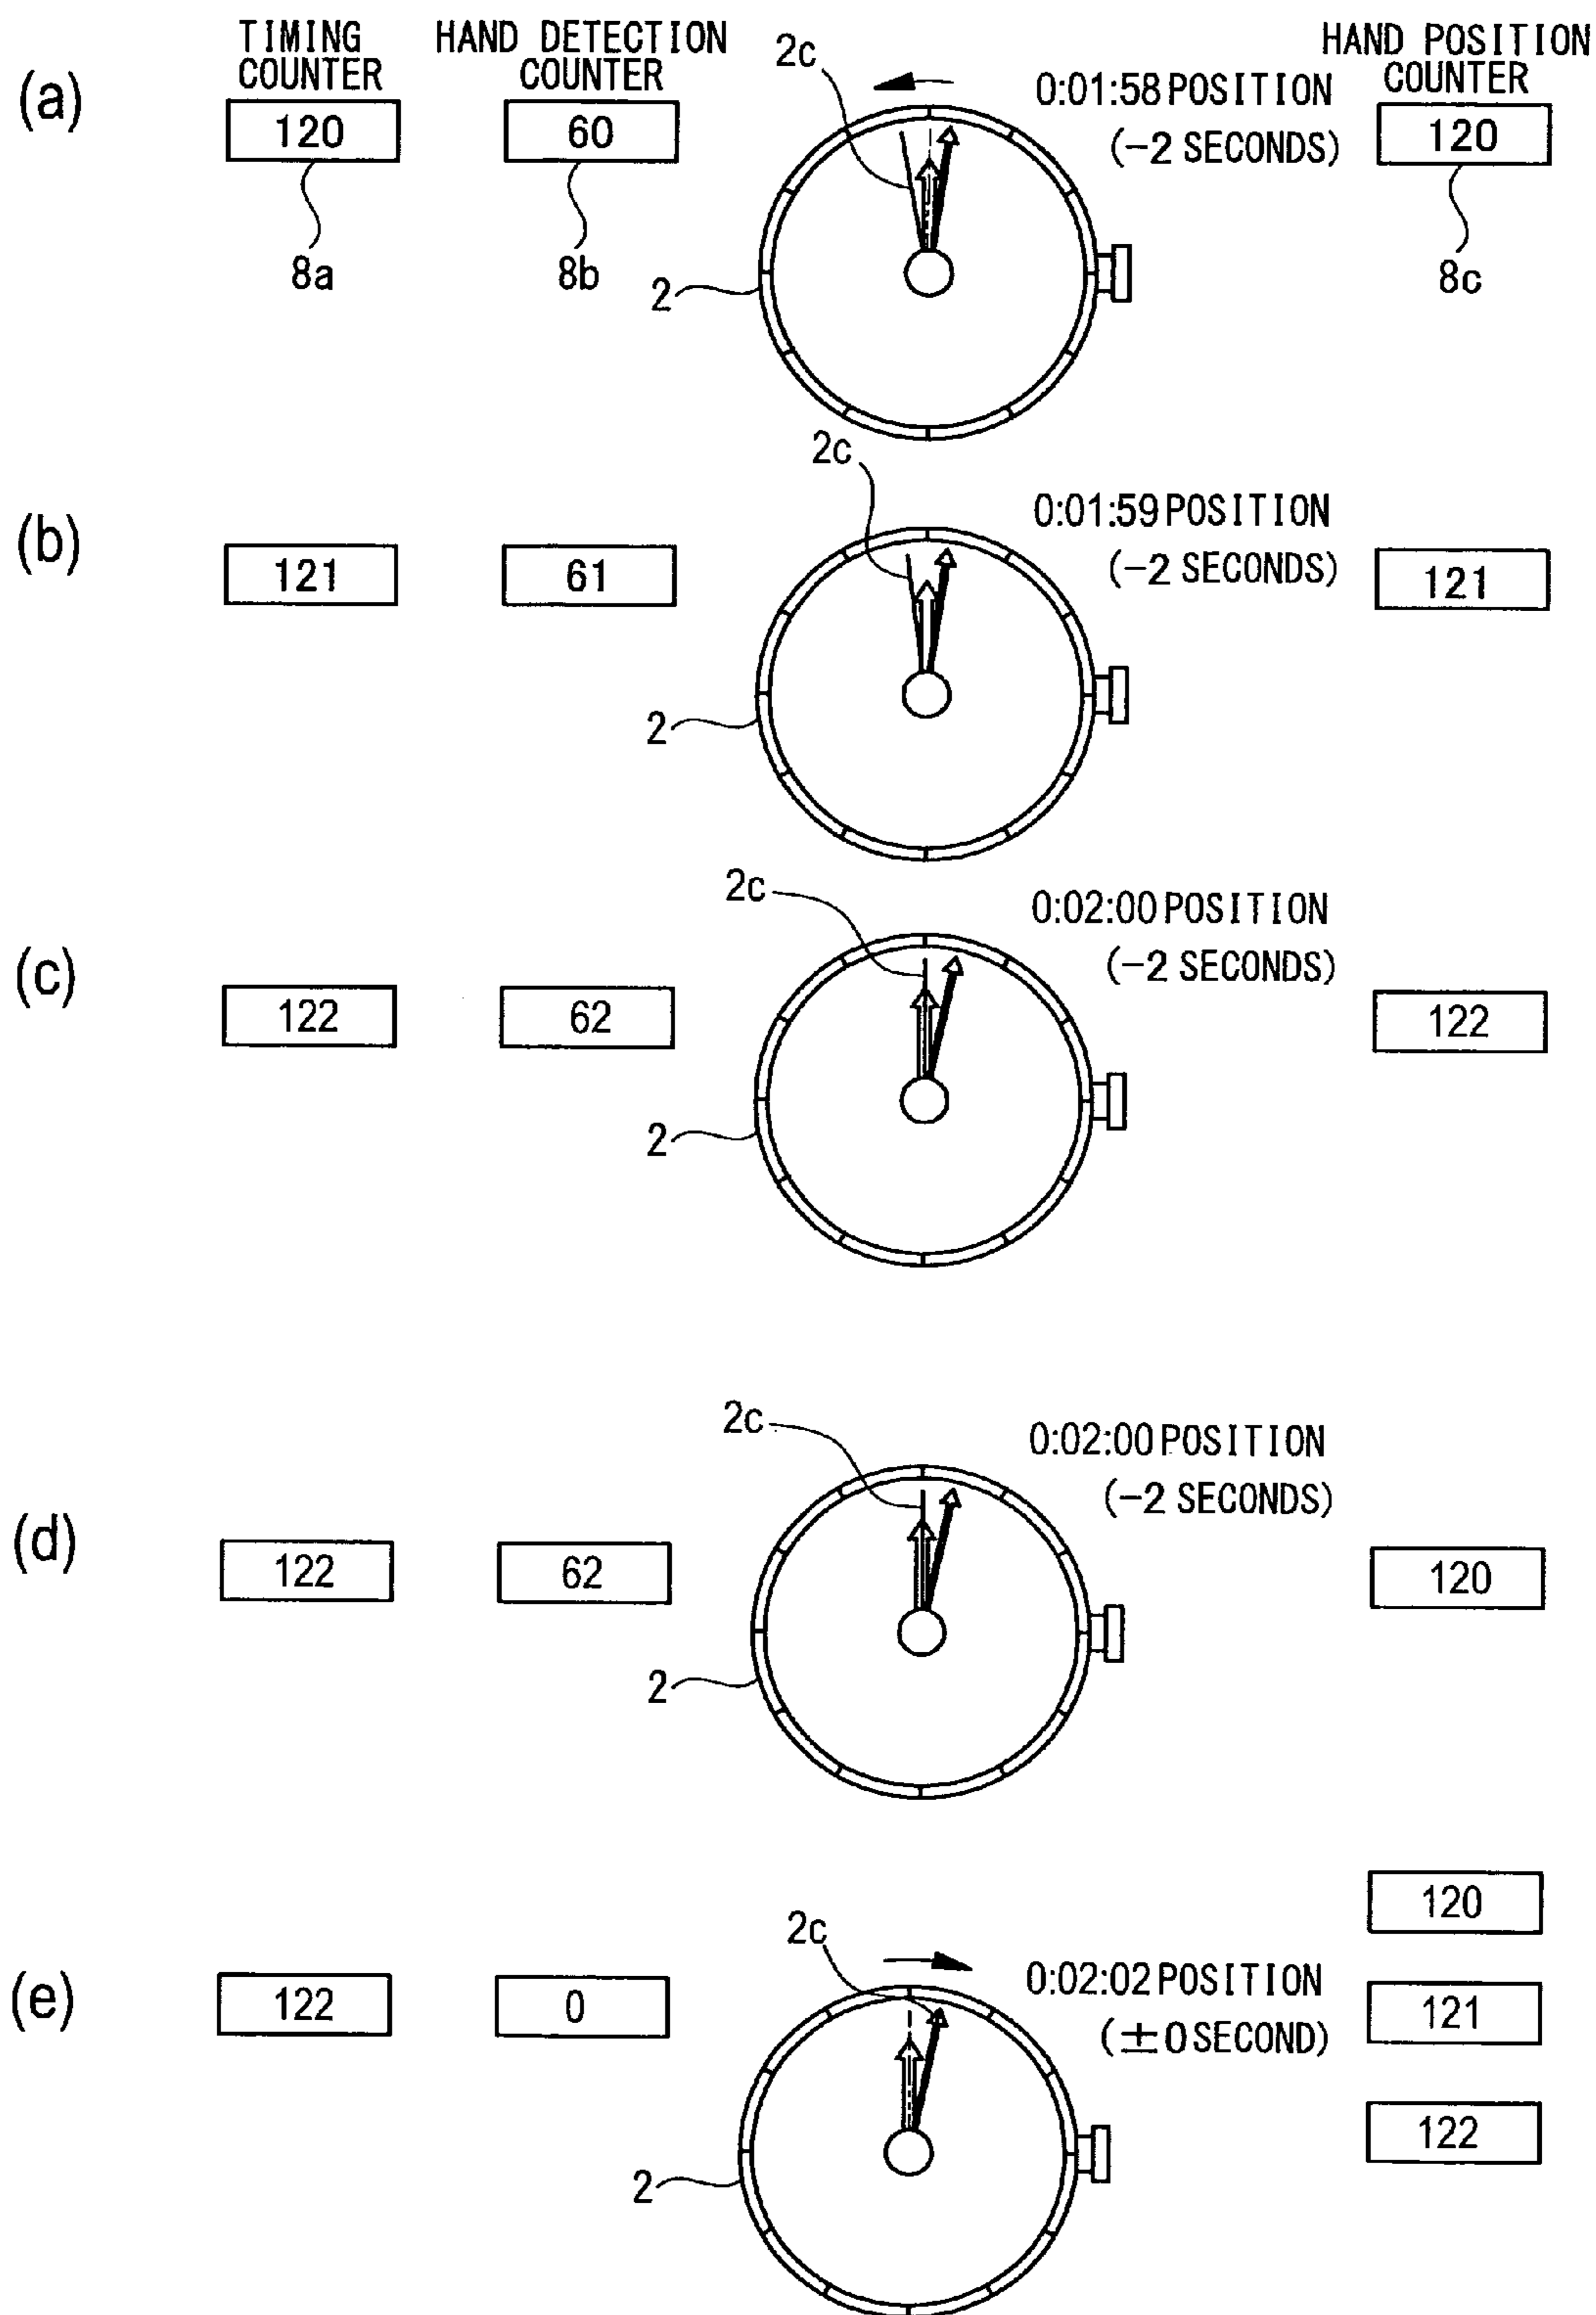 (a)
TIMING
COUNTER
120
8a
HAND DETECTION
COUNTER
60
8b
2c
2
0:01:58 POSITION
(−2 SECONDS)
HAND POSITION
COUNTER
120
8c
(b)
121
61
2c
2
0:01:59 POSITION
(−2 SECONDS)
121
(c)
122
62
2c
2
0:02:00 POSITION
(−2 SECONDS)
122
(d)
122
62
2c
2
0:02:00 POSITION
(−2 SECONDS)
120
(e)
122
0
2c
2
0:02:02 POSITION
(±0 SECOND)
120
121
122